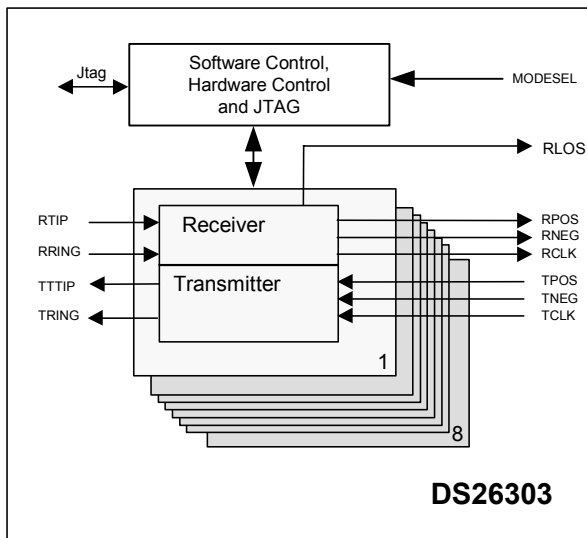 Software Control,
Hardware Control
and JTAG
Jtag
MODESEL
RLOS
RTIP
Receiver
RPOS
RNEG
RRING
RCLK
TTTIP
Transmitter
TPOS
TNEG
TRING
TCLK
1
8
DS26303